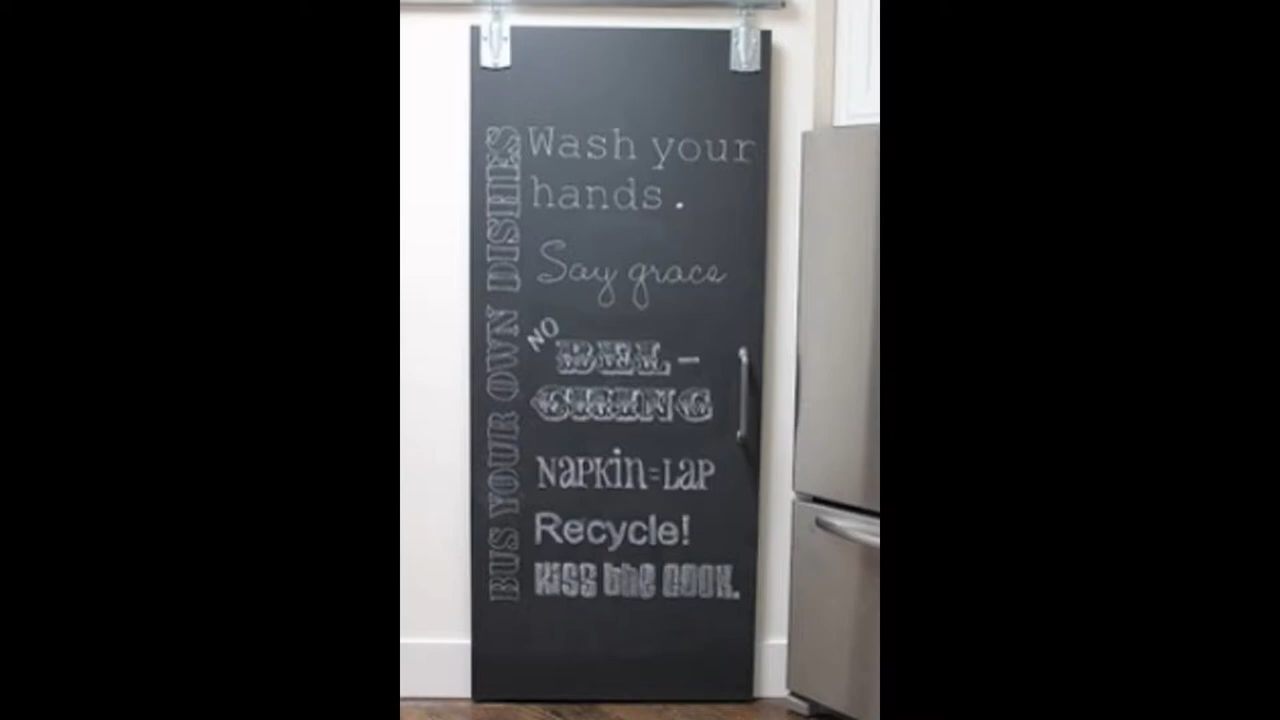 BUS YOUR OWN DISHES
Wash your
hands.
Say grace
NO
BEL-
CHING
Napkin=Lap
Recycle!
Kiss the cook.